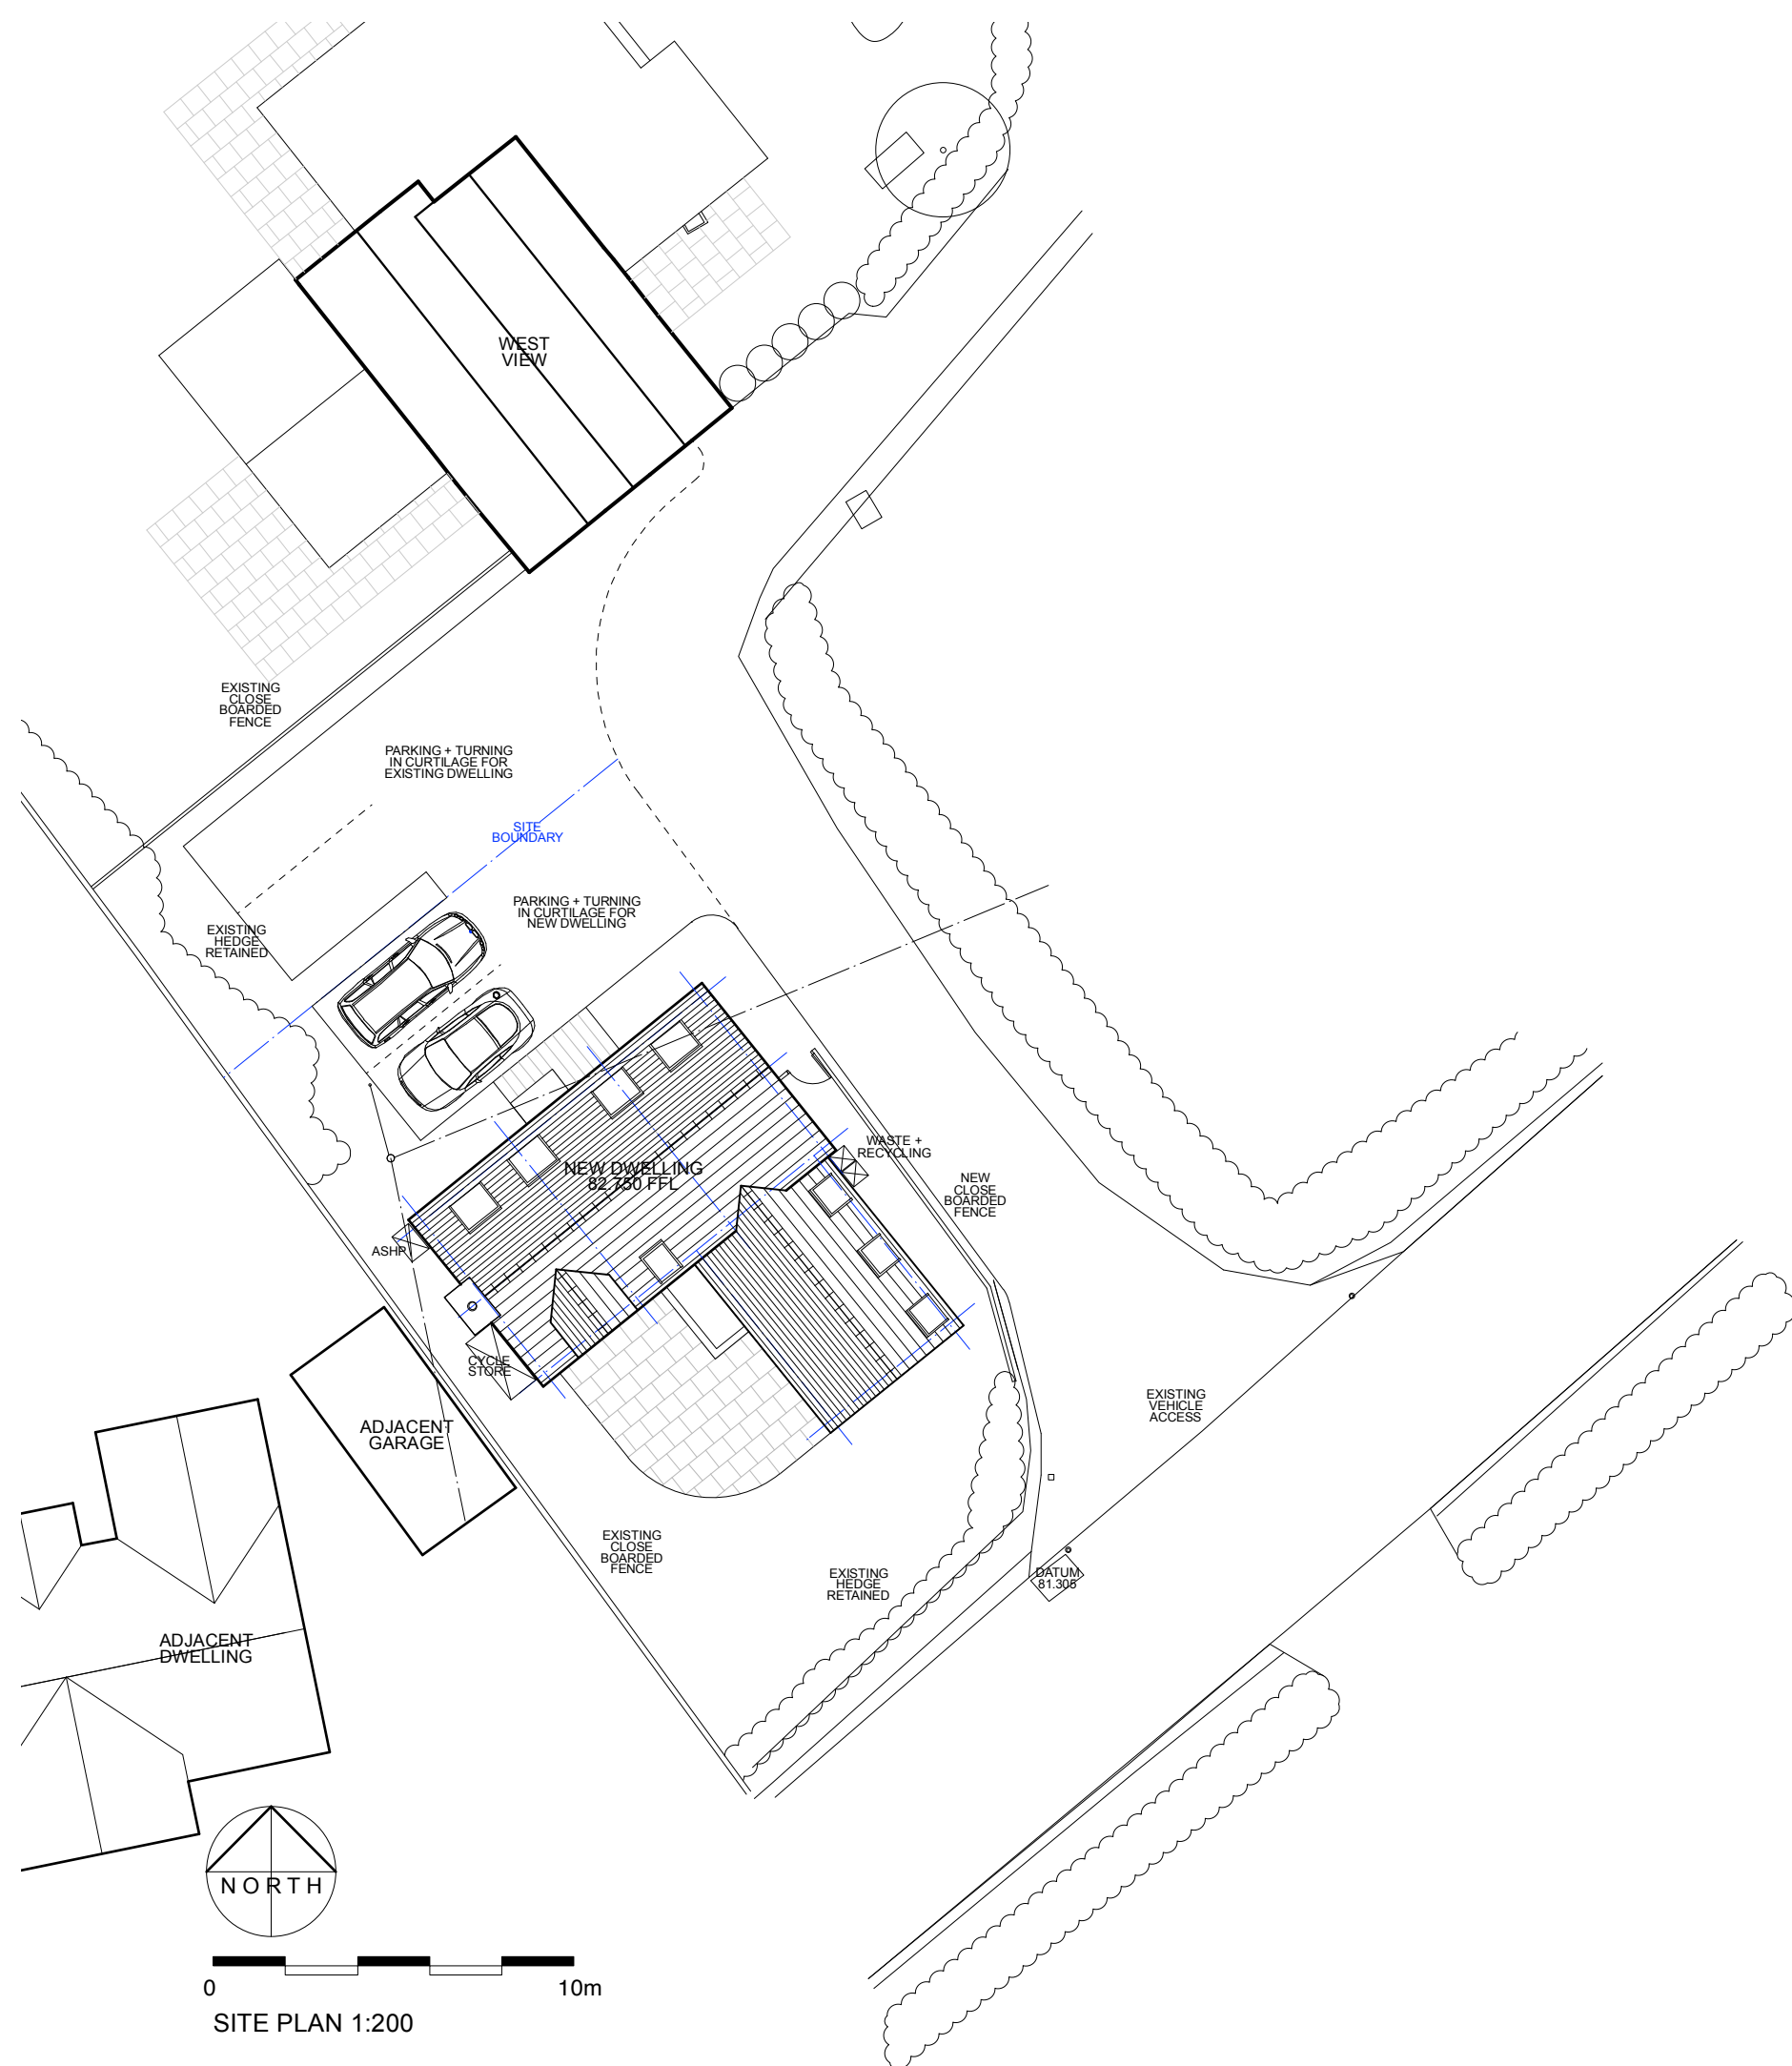 WEST
VIEW
EXISTING
CLOSE
BOARDED
FENCE
PARKING + TURNING
IN CURTILAGE FOR
EXISTING DWELLING
SITE
BOUNDARY
PARKING + TURNING
IN CURTILAGE FOR
NEW DWELLING
EXISTING
HEDGE
RETAINED
WASTE +
RECYCLING
NEW DWELLING
82.750 FFL
NEW
CLOSE
BOARDED
FENCE
ASHP
CYCLE
STORE
EXISTING
VEHICLE
ACCESS
ADJACENT
GARAGE
EXISTING
CLOSE
BOARDED
FENCE
EXISTING
HEDGE
RETAINED
DATUM
81.305
ADJACENT
DWELLING
NORTH
0 10m
SITE PLAN 1:200